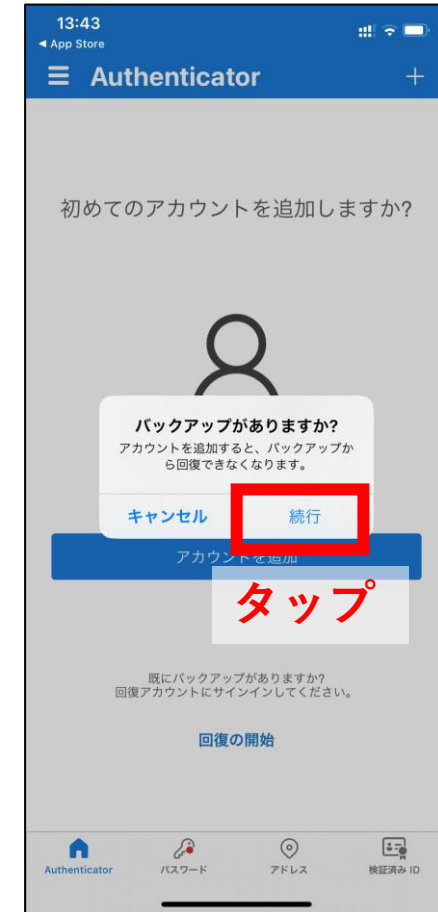 13:43
◀ App Store
Authenticator
初めてのアカウントを追加しますか?
バックアップがありますか?
アカウントを追加すると、バックアップか
ら回復できなくなります。
キャンセル 続行
アカウントを追加
タップ
既にバックアップがありますか?
回復アカウントにサインインしてください。
回復の開始
Authenticator パスワード アドレス 検証済み ID